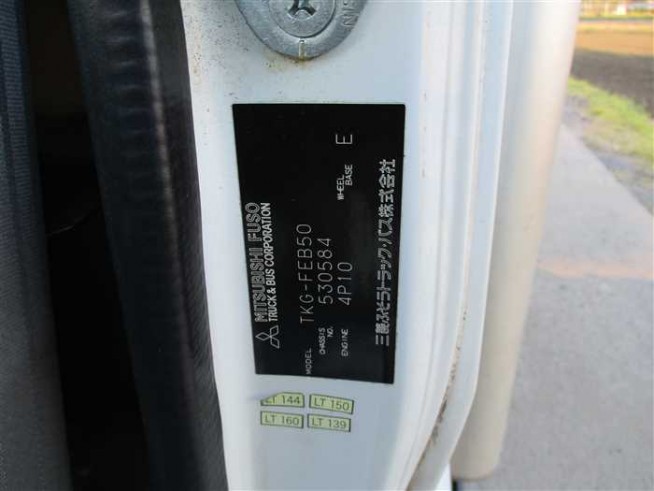 MITSUBISHI FUSO
TRUCK & BUS CORPORATION
MODEL TKG-FEB50
CHASSIS NO. 530584
ENGINE 4P10 WHEEL BASE E
三菱ふそうトラック・バス株式会社
LT 144 LT 150
LT 160 LT 139